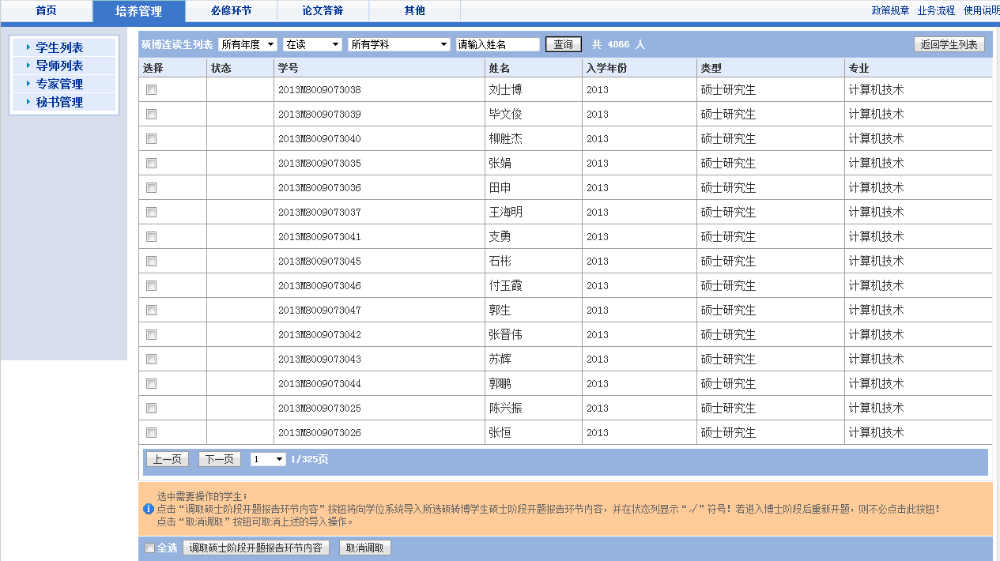 首页 培养管理 必修环节 论文答辩 其他 政策规章 业务流程 使用说明
学生列表
导师列表
专家管理
秘书管理
硕博连读生列表 所有年度 在读 所有学科 请输入姓名 查询 共 4866 人 返回学生列表
选择 状态 学号 姓名 入学年份 类型 专业
2013M8009073038 刘士博 2013 硕士研究生 计算机技术
2013M8009073039 毕文俊 2013 硕士研究生 计算机技术
2013M8009073040 柳胜杰 2013 硕士研究生 计算机技术
2013M8009073035 张娟 2013 硕士研究生 计算机技术
2013M8009073036 田申 2013 硕士研究生 计算机技术
2013M8009073037 王海明 2013 硕士研究生 计算机技术
2013M8009073041 支勇 2013 硕士研究生 计算机技术
2013M8009073045 石彬 2013 硕士研究生 计算机技术
2013M8009073046 付玉霞 2013 硕士研究生 计算机技术
2013M8009073047 郭生 2013 硕士研究生 计算机技术
2013M8009073042 张晋伟 2013 硕士研究生 计算机技术
2013M8009073043 苏辉 2013 硕士研究生 计算机技术
2013M8009073044 郭鹏 2013 硕士研究生 计算机技术
2013M8009073025 陈兴振 2013 硕士研究生 计算机技术
2013M8009073026 张恒 2013 硕士研究生 计算机技术
上一页 下一页 1 1/325页
选中需要操作的学生；
点击“调取硕士阶段开题报告环节内容”按钮将向学位系统导入所选硕转博学生硕士阶段开题报告环节内容，并在状态列显示“√”符号！若进入博士阶段后重新开题，则不必点击此按钮！
点击“取消调取”按钮可取消上述的导入操作。
全选 调取硕士阶段开题报告环节内容 取消调取